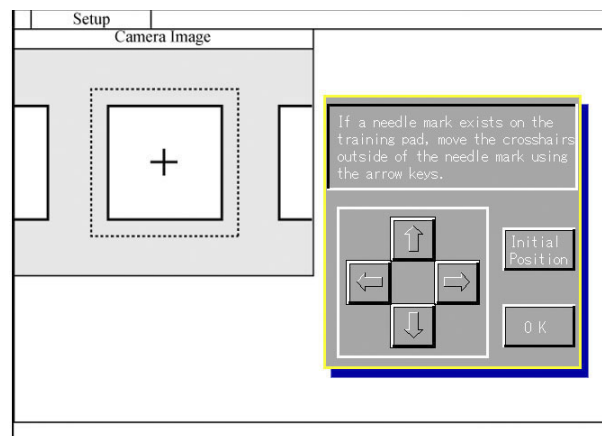 Setup
Camera Image
If a needle mark exists on the
training pad, move the crosshairs
outside of the needle mark using
the arrow keys.
Initial
Position
OK